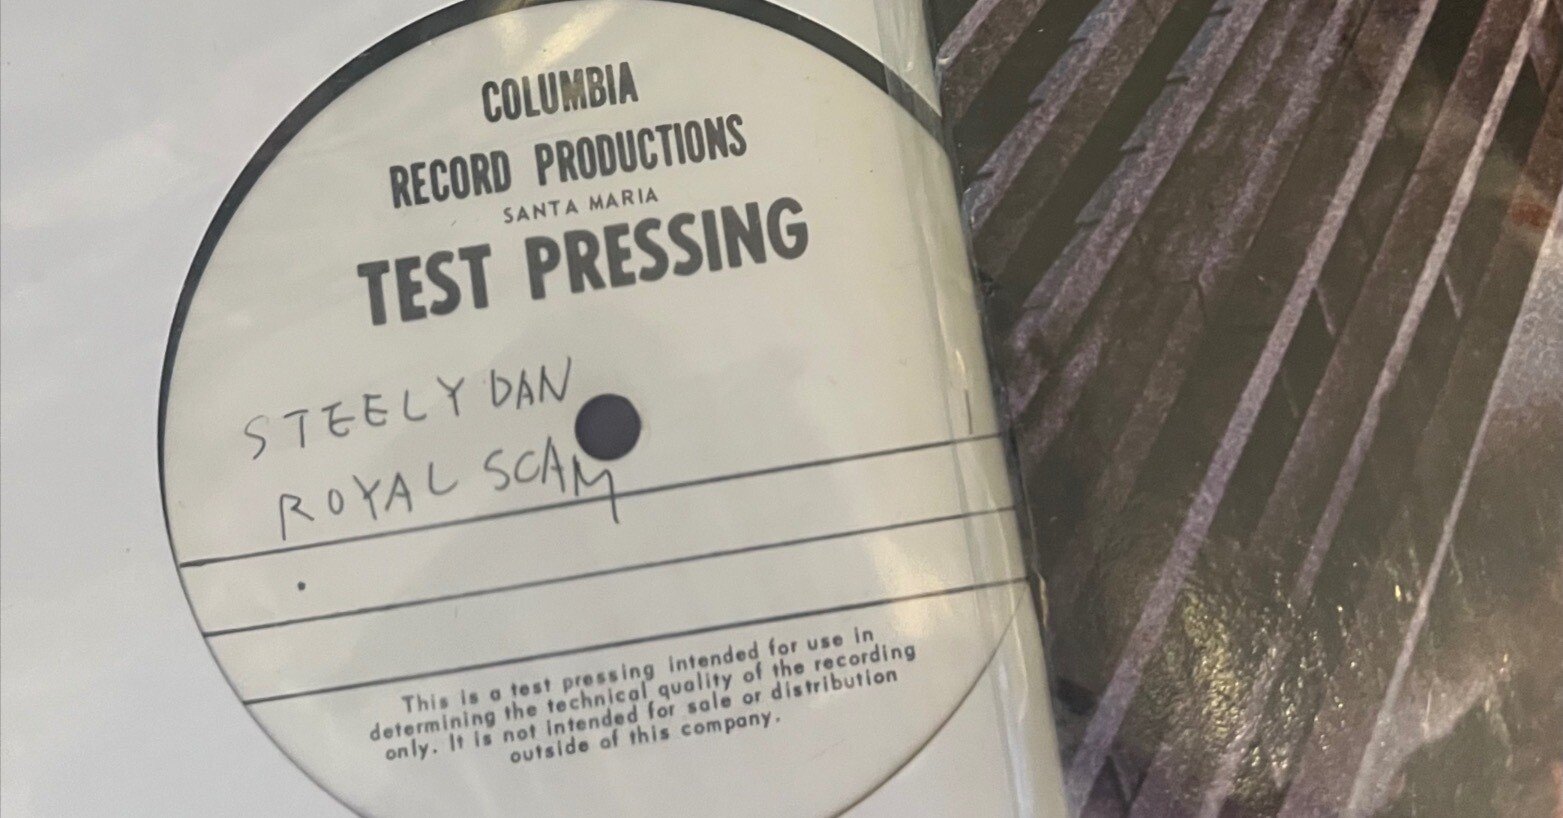 COLUMBIA
RECORD PRODUCTIONS
SANTA MARIA
TEST PRESSING
STEELY DAN
ROYAL SCAM
This is a test pressing intended for use in
determining the technical quality of the recording
only. It is not intended for sale or distribution
outside of this company.